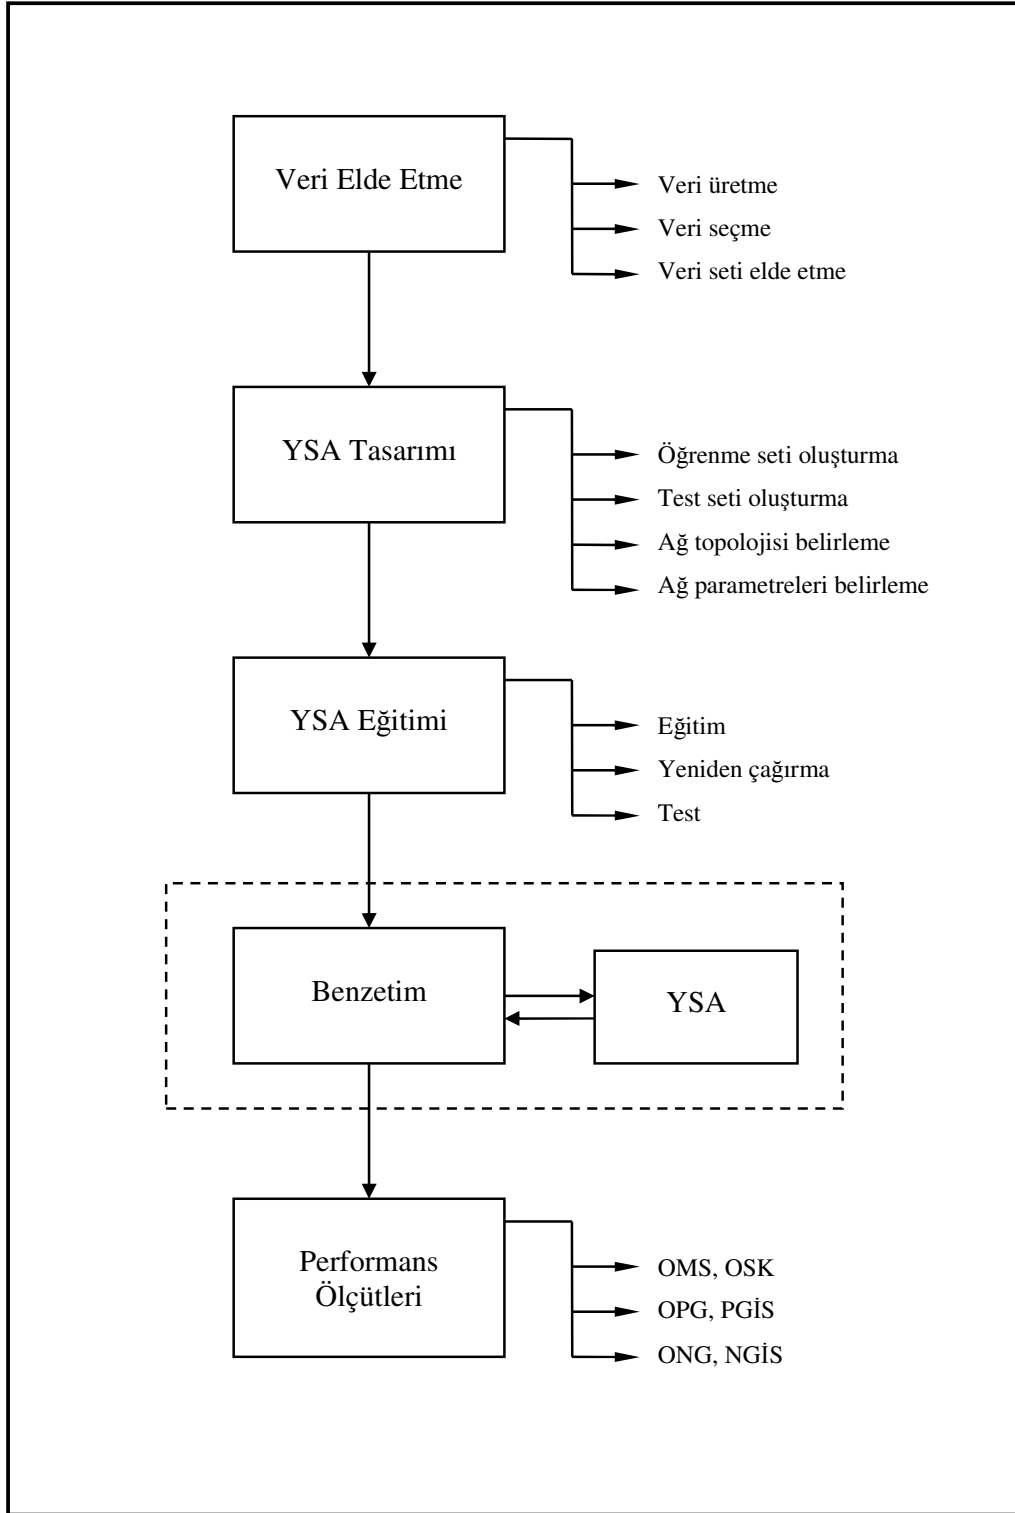 Veri Elde Etme
Veri üretme
Veri seçme
Veri seti elde etme
YSA Tasarımı
Öğrenme seti oluşturma
Test seti oluşturma
Ağ topolojisi belirleme
Ağ parametreleri belirleme
YSA Eğitimi
Eğitim
Yeniden çağırma
Test
Benzetim
YSA
Performans
Ölçütleri
OMS, OSK
OPG, PGİS
ONG, NGİS